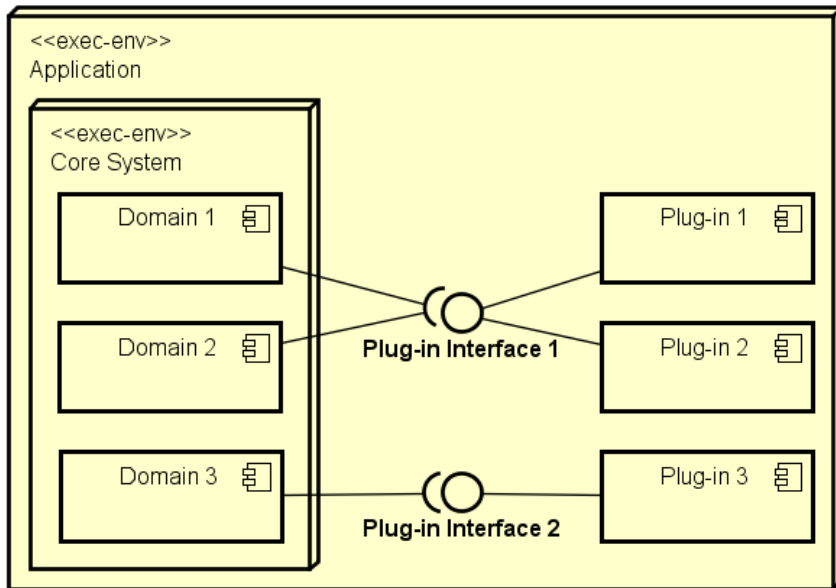 <<exec-env>>
Application
<<exec-env>>
Core System
Domain 1
Plug-in 1
Plug-in Interface 1
Domain 2
Plug-in 2
Domain 3
Plug-in 3
Plug-in Interface 2